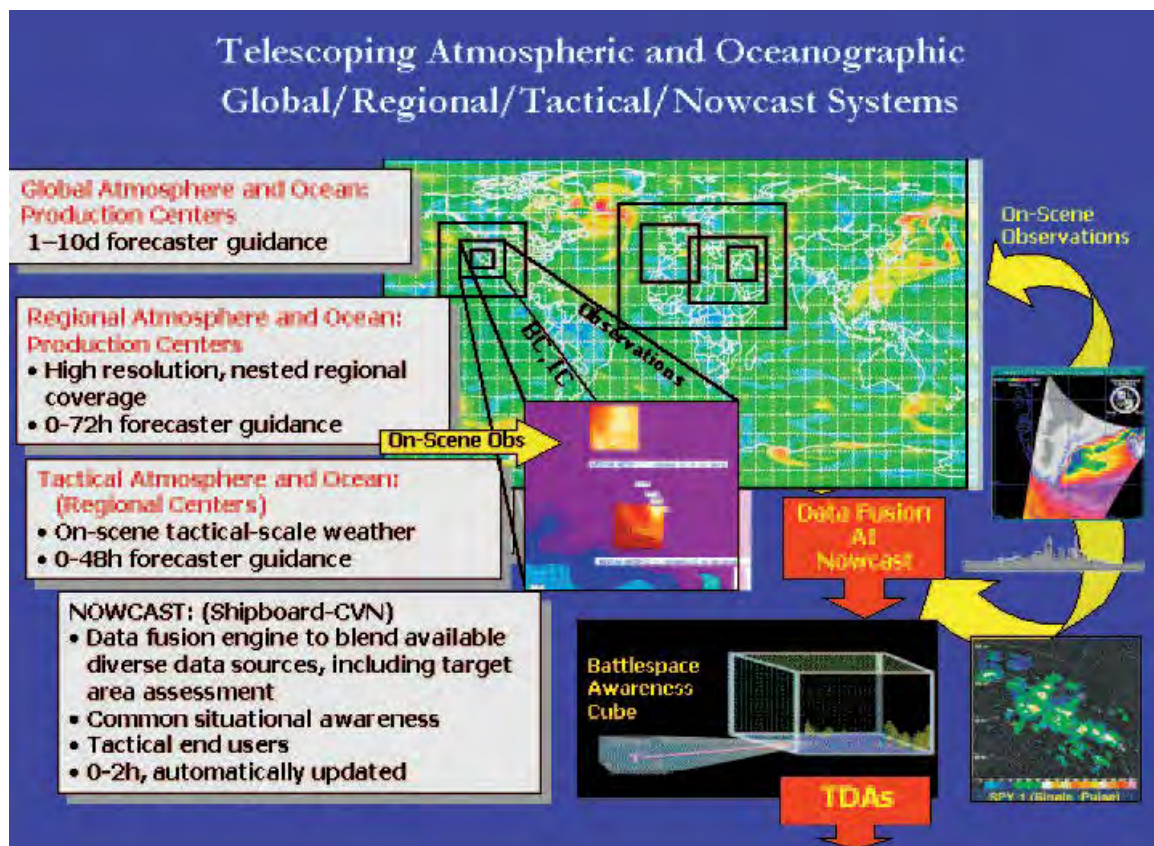 Telescoping Atmospheric and Oceanographic
Global/Regional/Tactical/Nowcast Systems
Global Atmosphere and Ocean:
Production Centers
1–10d forecaster guidance
Regional Atmosphere and Ocean:
Production Centers
• High resolution, nested regional
coverage
• 0-72h forecaster guidance
Tactical Atmosphere and Ocean:
(Regional Centers)
• On-scene tactical-scale weather
• 0-48h forecaster guidance
NOWCAST: (Shipboard-CVN)
• Data fusion engine to blend available
diverse data sources, including target
area assessment
• Common situational awareness
• Tactical end users
• 0-2h, automatically updated
On-Scene Obs
BC, IC
Observations
On-Scene
Observations
Data Fusion
AI
Nowcast
Battlespace
Awareness
Cube
TDAs
SPY 1 (Single Pulse)